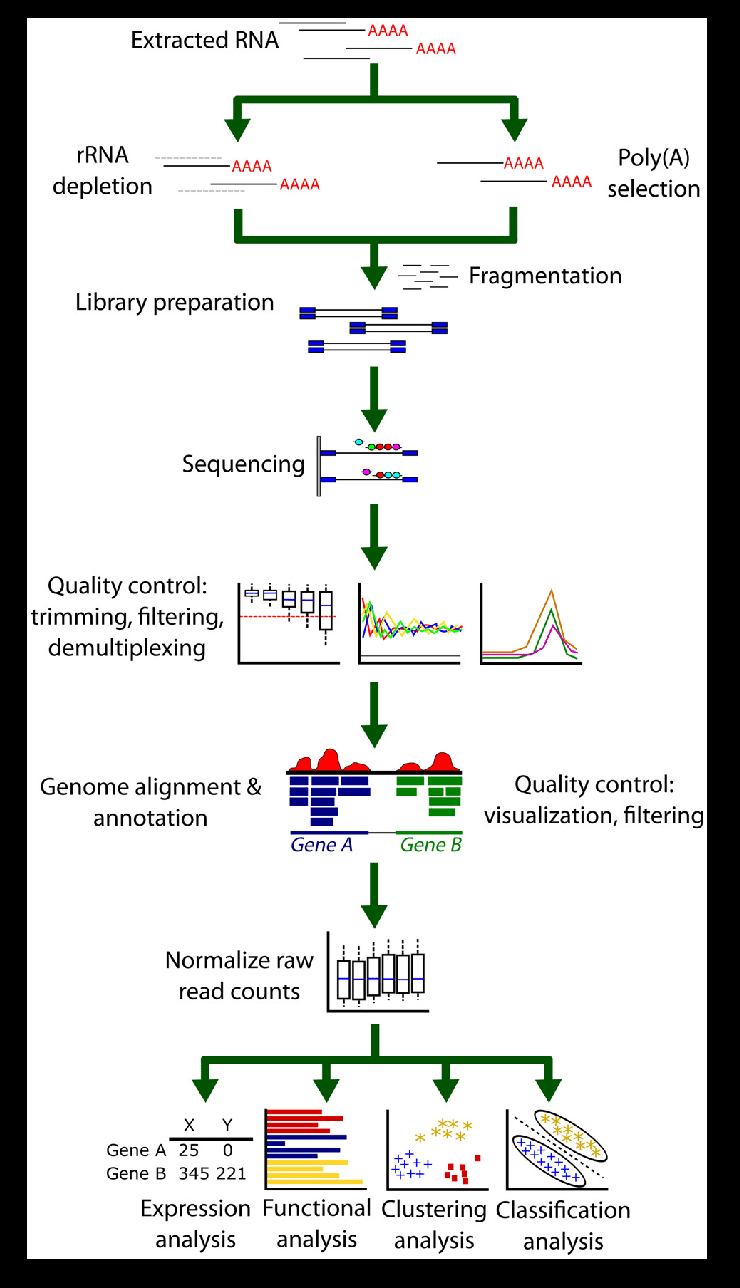 Extracted RNA
AAAA
AAAA
rRNA
depletion
AAAA
AAAA
AAAA
AAAA
Poly(A)
selection
Fragmentation
Library preparation
Sequencing
Quality control:
trimming, filtering,
demultiplexing
Genome alignment &
annotation
Gene A
Gene B
Quality control:
visualization, filtering
Normalize raw
read counts
X Y
Gene A 25 0
Gene B 345 221
Expression
analysis
Functional
analysis
Clustering
analysis
Classification
analysis